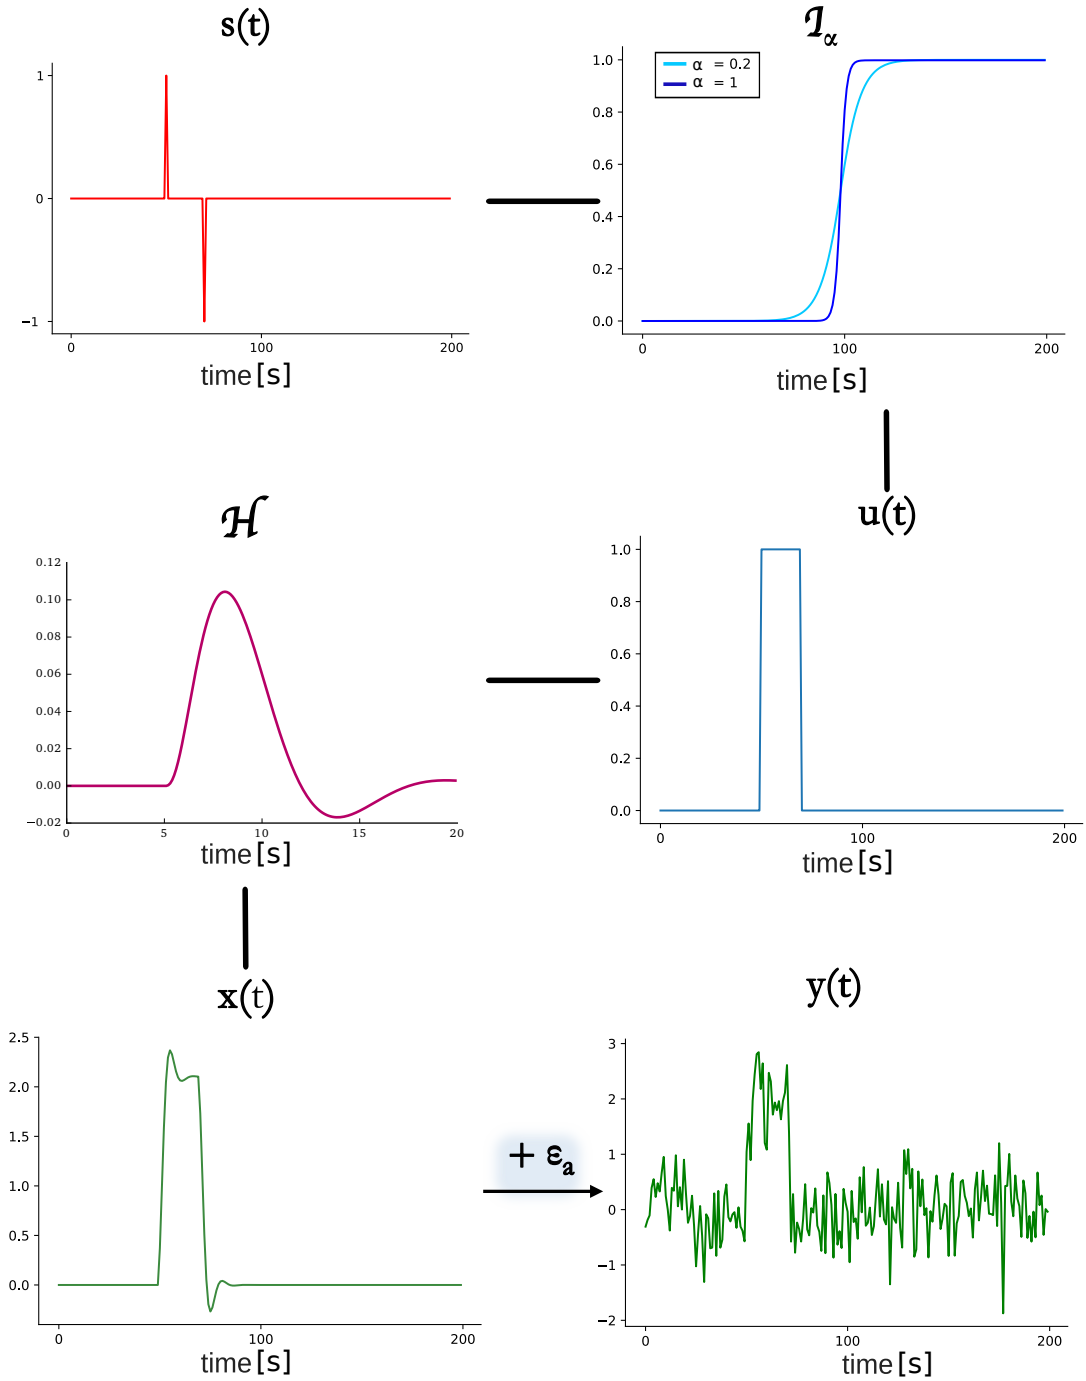 s(t)
1
0
−1
0 100 200
time[s]
ℐα
α = 0.2
α = 1
1.0
0.8
0.6
0.4
0.2
0.0
0 100 200
time[s]
ℋ
0.12
0.10
0.08
0.06
0.04
0.02
0.00
−0.02
0 5 10 15 20
time[s]
u(t)
1.0
0.8
0.6
0.4
0.2
0.0
0 100 200
time[s]
x(t)
2.5
2.0
1.5
1.0
0.5
0.0
0 100 200
time[s]
+ εa
y(t)
3
2
1
0
−1
−2
0 100 200
time[s]